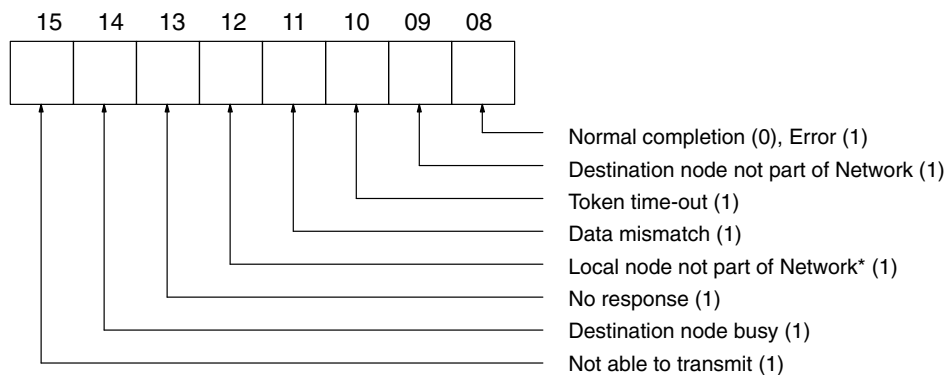 15 14 13 12 11 10 09 08
Normal completion (0), Error (1)
Destination node not part of Network (1)
Token time-out (1)
Data mismatch (1)
Local node not part of Network* (1)
No response (1)
Destination node busy (1)
Not able to transmit (1)